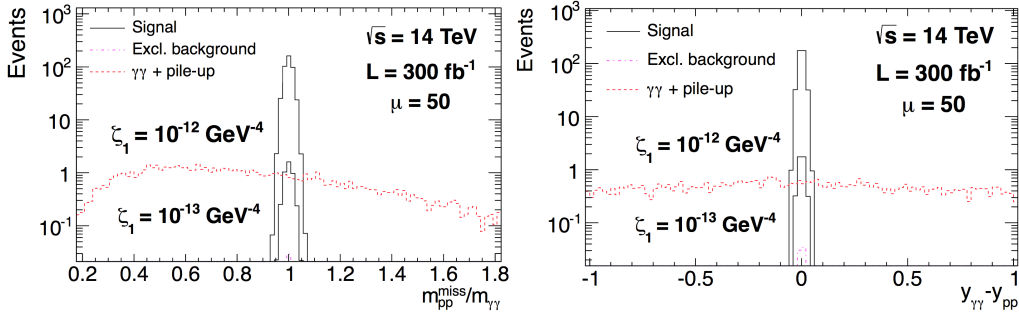 Events
10³
10²
10
1
10⁻¹
Signal
Excl. background
γγ + pile-up
√s = 14 TeV
L = 300 fb⁻¹
μ = 50
ζ₁ = 10⁻¹² GeV⁻⁴
ζ₁ = 10⁻¹³ GeV⁻⁴
0.2 0.4 0.6 0.8 1 1.2 1.4 1.6 1.8
m_pp^miss/m_γγ
Events
10³
10²
10
1
10⁻¹
Signal
Excl. background
γγ + pile-up
√s = 14 TeV
L = 300 fb⁻¹
μ = 50
ζ₁ = 10⁻¹² GeV⁻⁴
ζ₁ = 10⁻¹³ GeV⁻⁴
-1 -0.5 0 0.5 1
y_γγ-y_pp